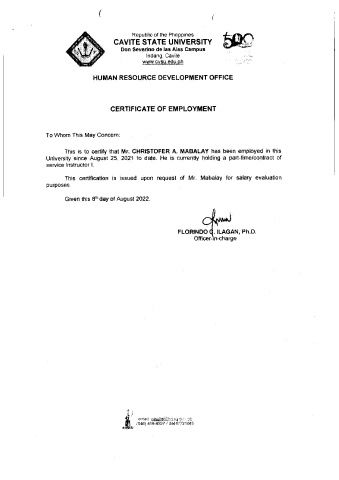 Republic of the Philippines
CAVITE STATE UNIVERSITY
Don Severino de las Alas Campus
Indang, Cavite
www.cvsu.edu.ph
HUMAN RESOURCE DEVELOPMENT OFFICE
CERTIFICATE OF EMPLOYMENT
To Whom This May Concern:
This is to certify that Mr. CHRISTOFER A. MABALAY has been employed in this
University since August 25, 2021 to date. He is currently holding a part-time/contract of
service Instructor I.
This certification is issued upon request of Mr. Mabalay for salary evaluation
purposes.
Given this 8th day of August 2022.
FLORINDO C. ILAGAN, Ph.D.
Officer-in-charge